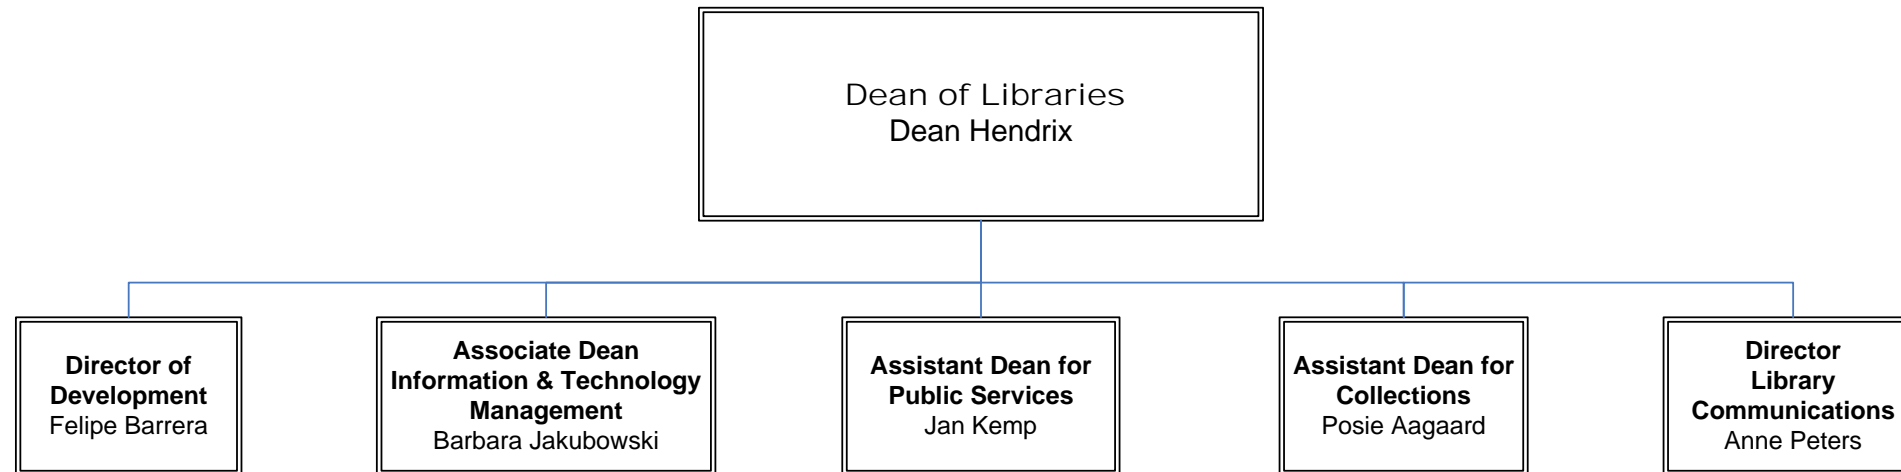 Dean of Libraries
Dean Hendrix
Director of
Development
Felipe Barrera
Associate Dean
Information & Technology
Management
Barbara Jakubowski
Assistant Dean for
Public Services
Jan Kemp
Assistant Dean for
Collections
Posie Aagaard
Director
Library
Communications
Anne Peters